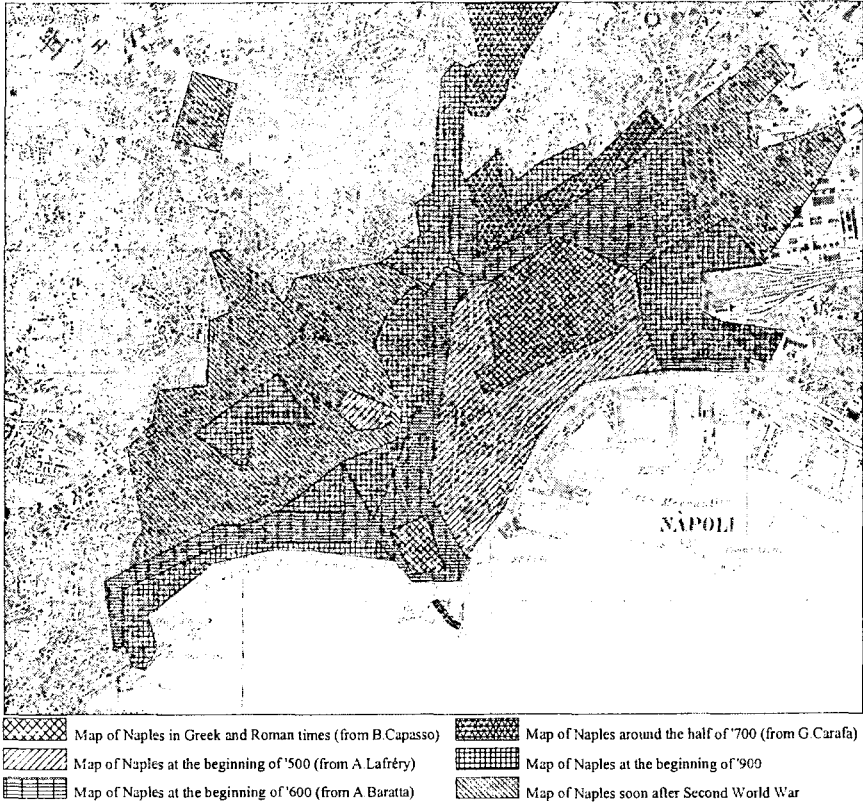 NÀPOLI
Map of Naples in Greek and Roman times (from B.Capasso)
Map of Naples at the beginning of '500 (from A.Lafréry)
Map of Naples at the beginning of '600 (from A.Baratta)
Map of Naples around the half of '700 (from G.Carafa)
Map of Naples at the beginning of '900
Map of Naples soon after Second World War